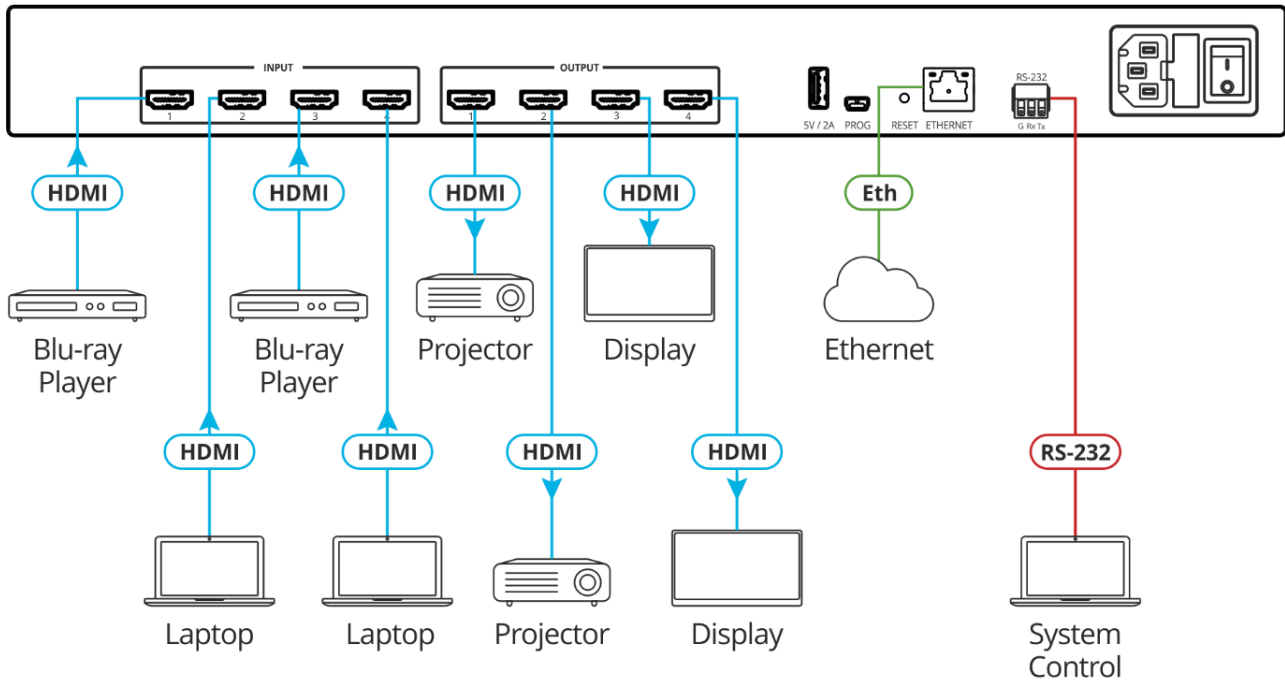 INPUT
OUTPUT
RS-232
1 2 3 4
1 2 3 4
5V / 2A PROG RESET ETHERNET
G Rx Tx
HDMI HDMI HDMI HDMI Eth
Blu-ray
Player
Blu-ray
Player
Projector
Display
Ethernet
HDMI HDMI HDMI HDMI RS-232
Laptop
Laptop
Projector
Display
System
Control